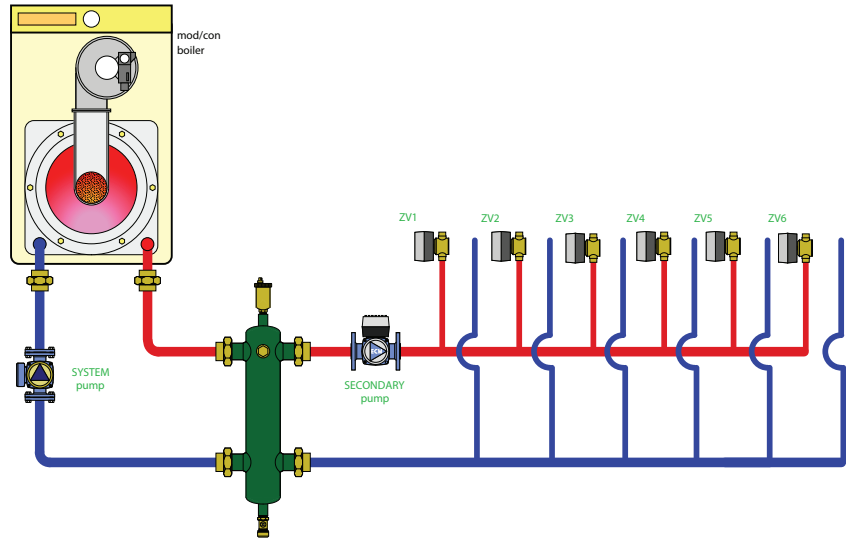 mod/con
boiler
ZV1
ZV2
ZV3
ZV4
ZV5
ZV6
SYSTEM
pump
SECONDARY
pump